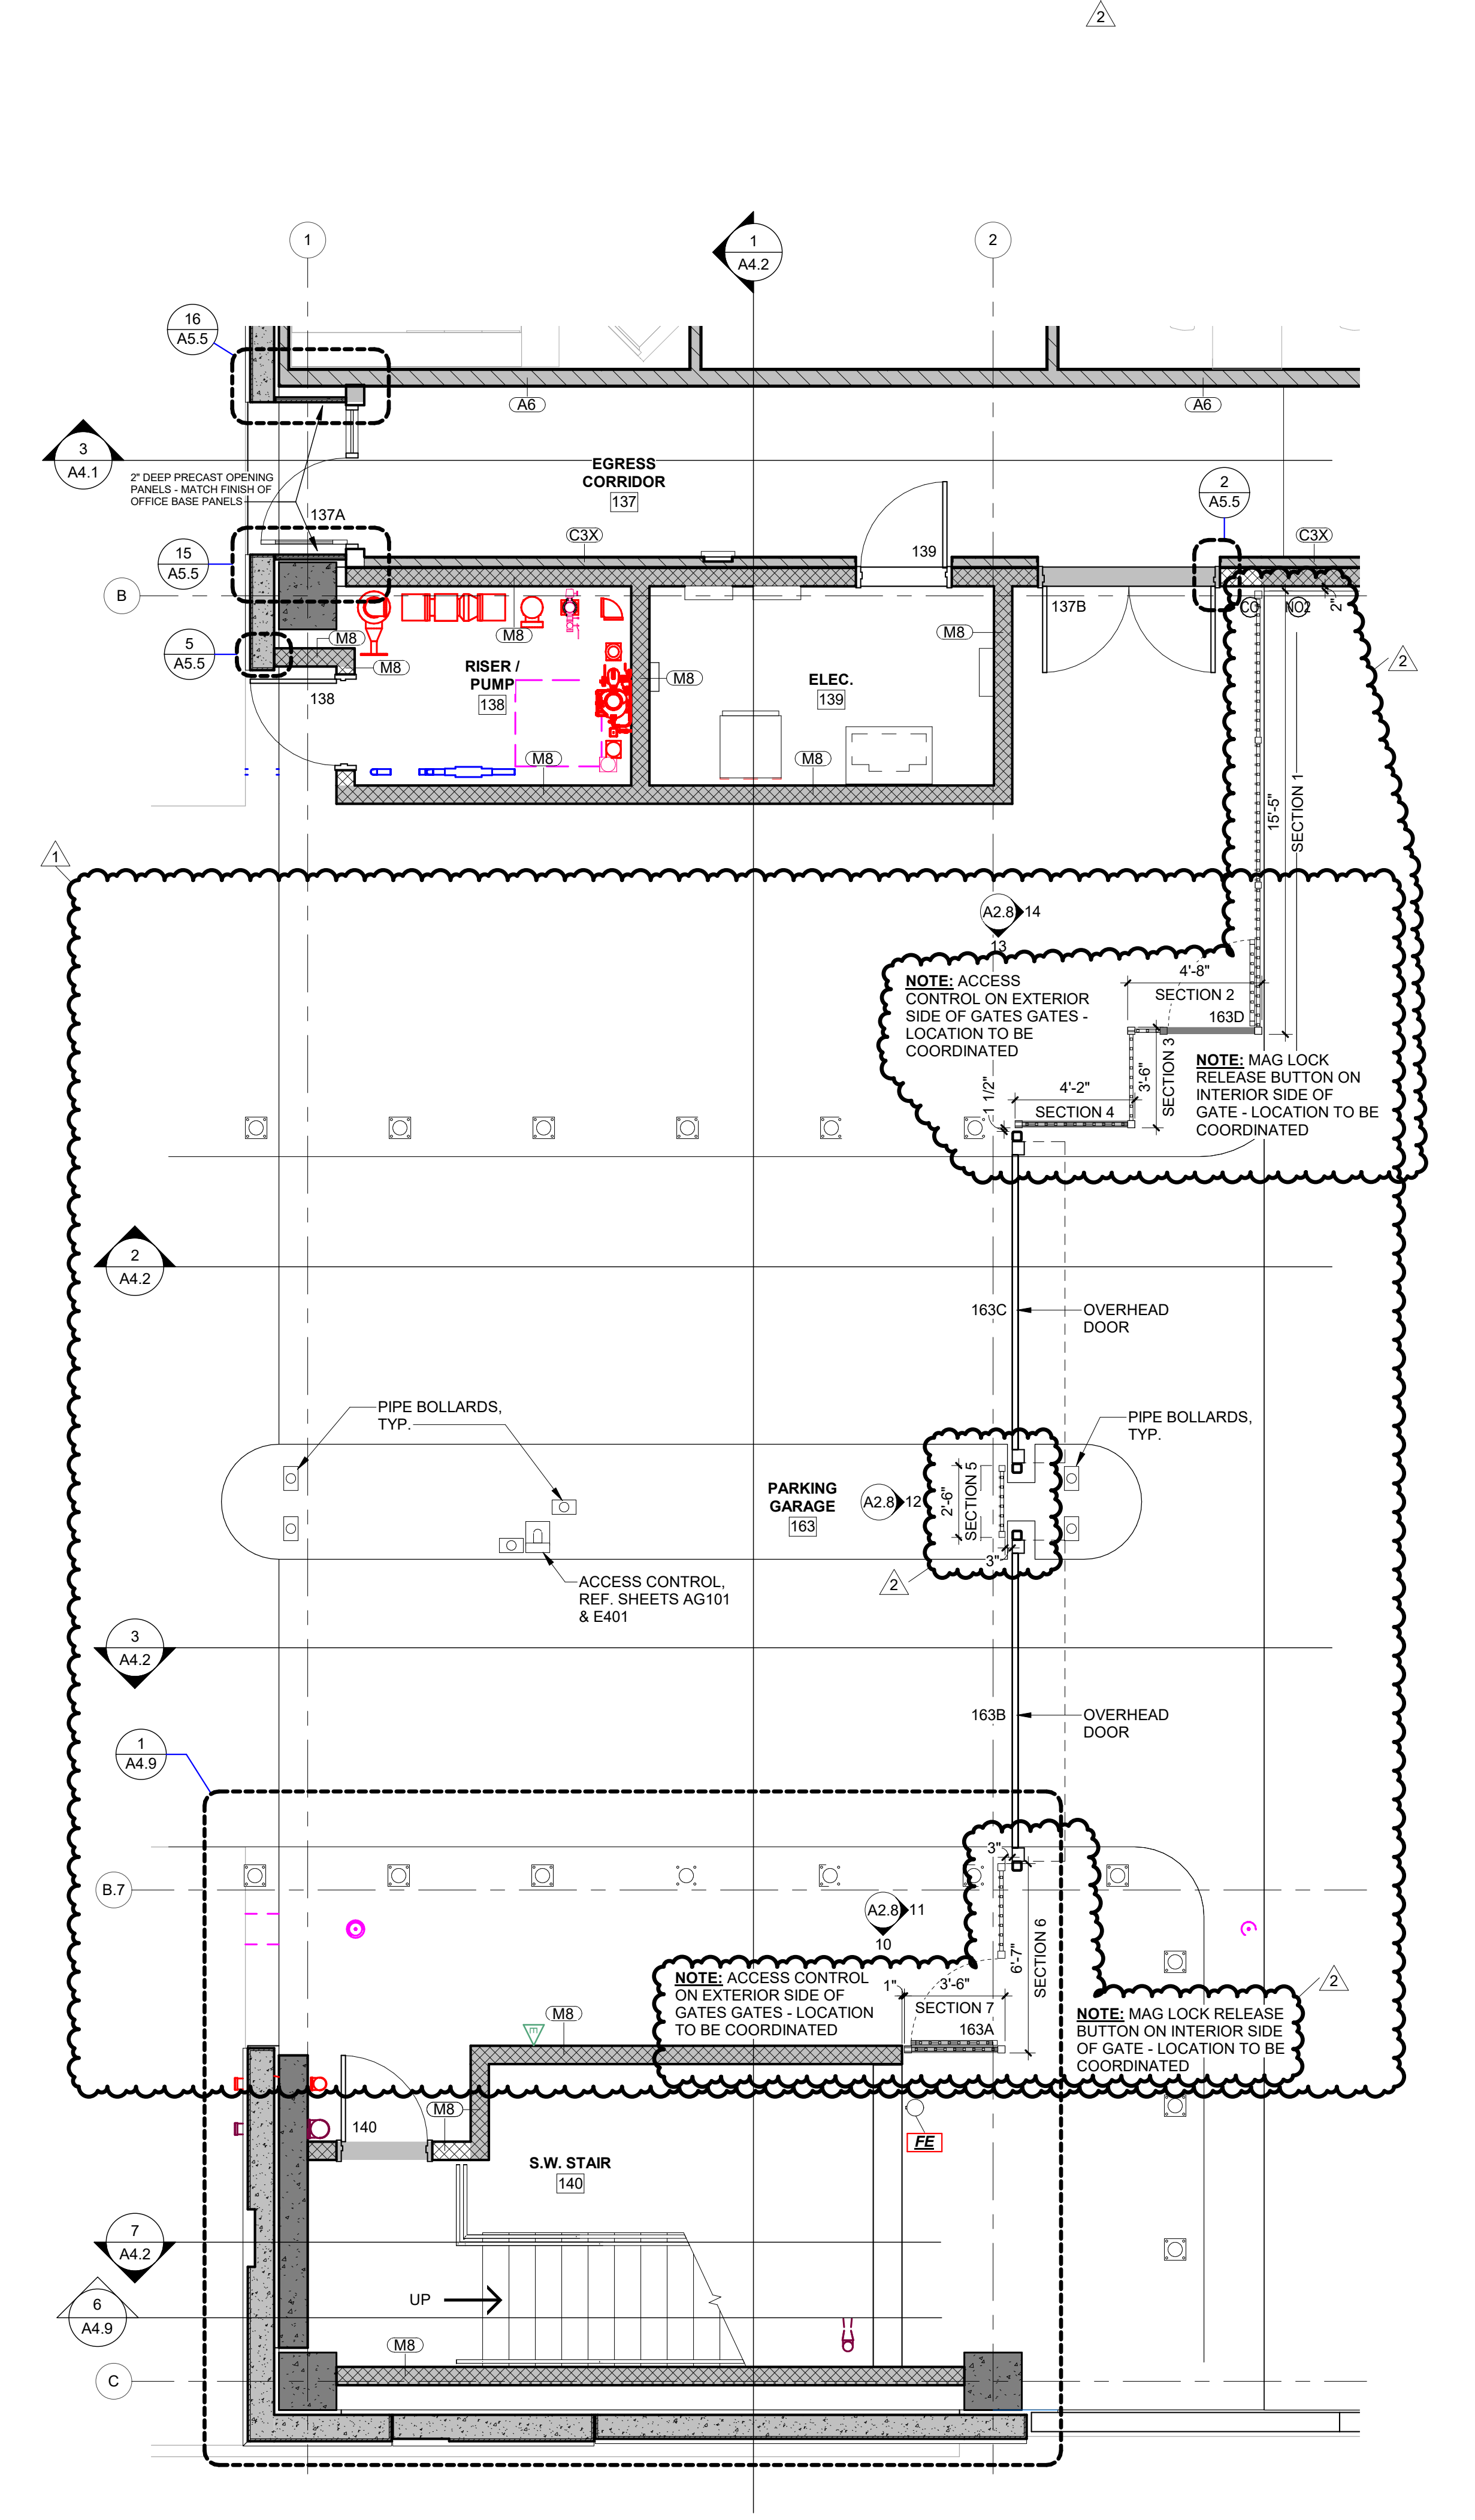 2
1
2
1
A4.2
16
A5.5
A6
A6
3
A4.1
2" DEEP PRECAST OPENING
PANELS - MATCH FINISH OF
OFFICE BASE PANELS
EGRESS
CORRIDOR
137
2
A5.5
137A
C3X
139
C3X
15
A5.5
B
137B
CO
NO2
2"
M8
M8
M8
5
A5.5
M8
M8
2
RISER /
PUMP
138
ELEC.
139
138
M8
M8
15'-5"
SECTION 1
1
A2.8
14
13
NOTE: ACCESS
CONTROL ON EXTERIOR
SIDE OF GATES GATES -
LOCATION TO BE
COORDINATED
4'-8"
SECTION 2
163D
3'-6"
SECTION 3
NOTE: MAG LOCK
RELEASE BUTTON ON
INTERIOR SIDE OF
GATE - LOCATION TO BE
COORDINATED
1 1/2"
4'-2"
SECTION 4
2
A4.2
163C
OVERHEAD
DOOR
PIPE BOLLARDS,
TYP.
PIPE BOLLARDS,
TYP.
PARKING
GARAGE
163
A2.8
12
2'-6"
SECTION 5
3"
2
ACCESS CONTROL,
REF. SHEETS AG101
& E401
3
A4.2
163B
OVERHEAD
DOOR
1
A4.9
3"
B.7
A2.8
11
10
6'-7"
SECTION 6
NOTE: ACCESS CONTROL
ON EXTERIOR SIDE OF
GATES GATES - LOCATION
TO BE COORDINATED
1"
3'-6"
SECTION 7
163A
2
NOTE: MAG LOCK RELEASE
BUTTON ON INTERIOR SIDE
OF GATE - LOCATION TO BE
COORDINATED
M8
M8
140
FE
S.W. STAIR
140
7
A4.2
UP
6
A4.9
M8
C